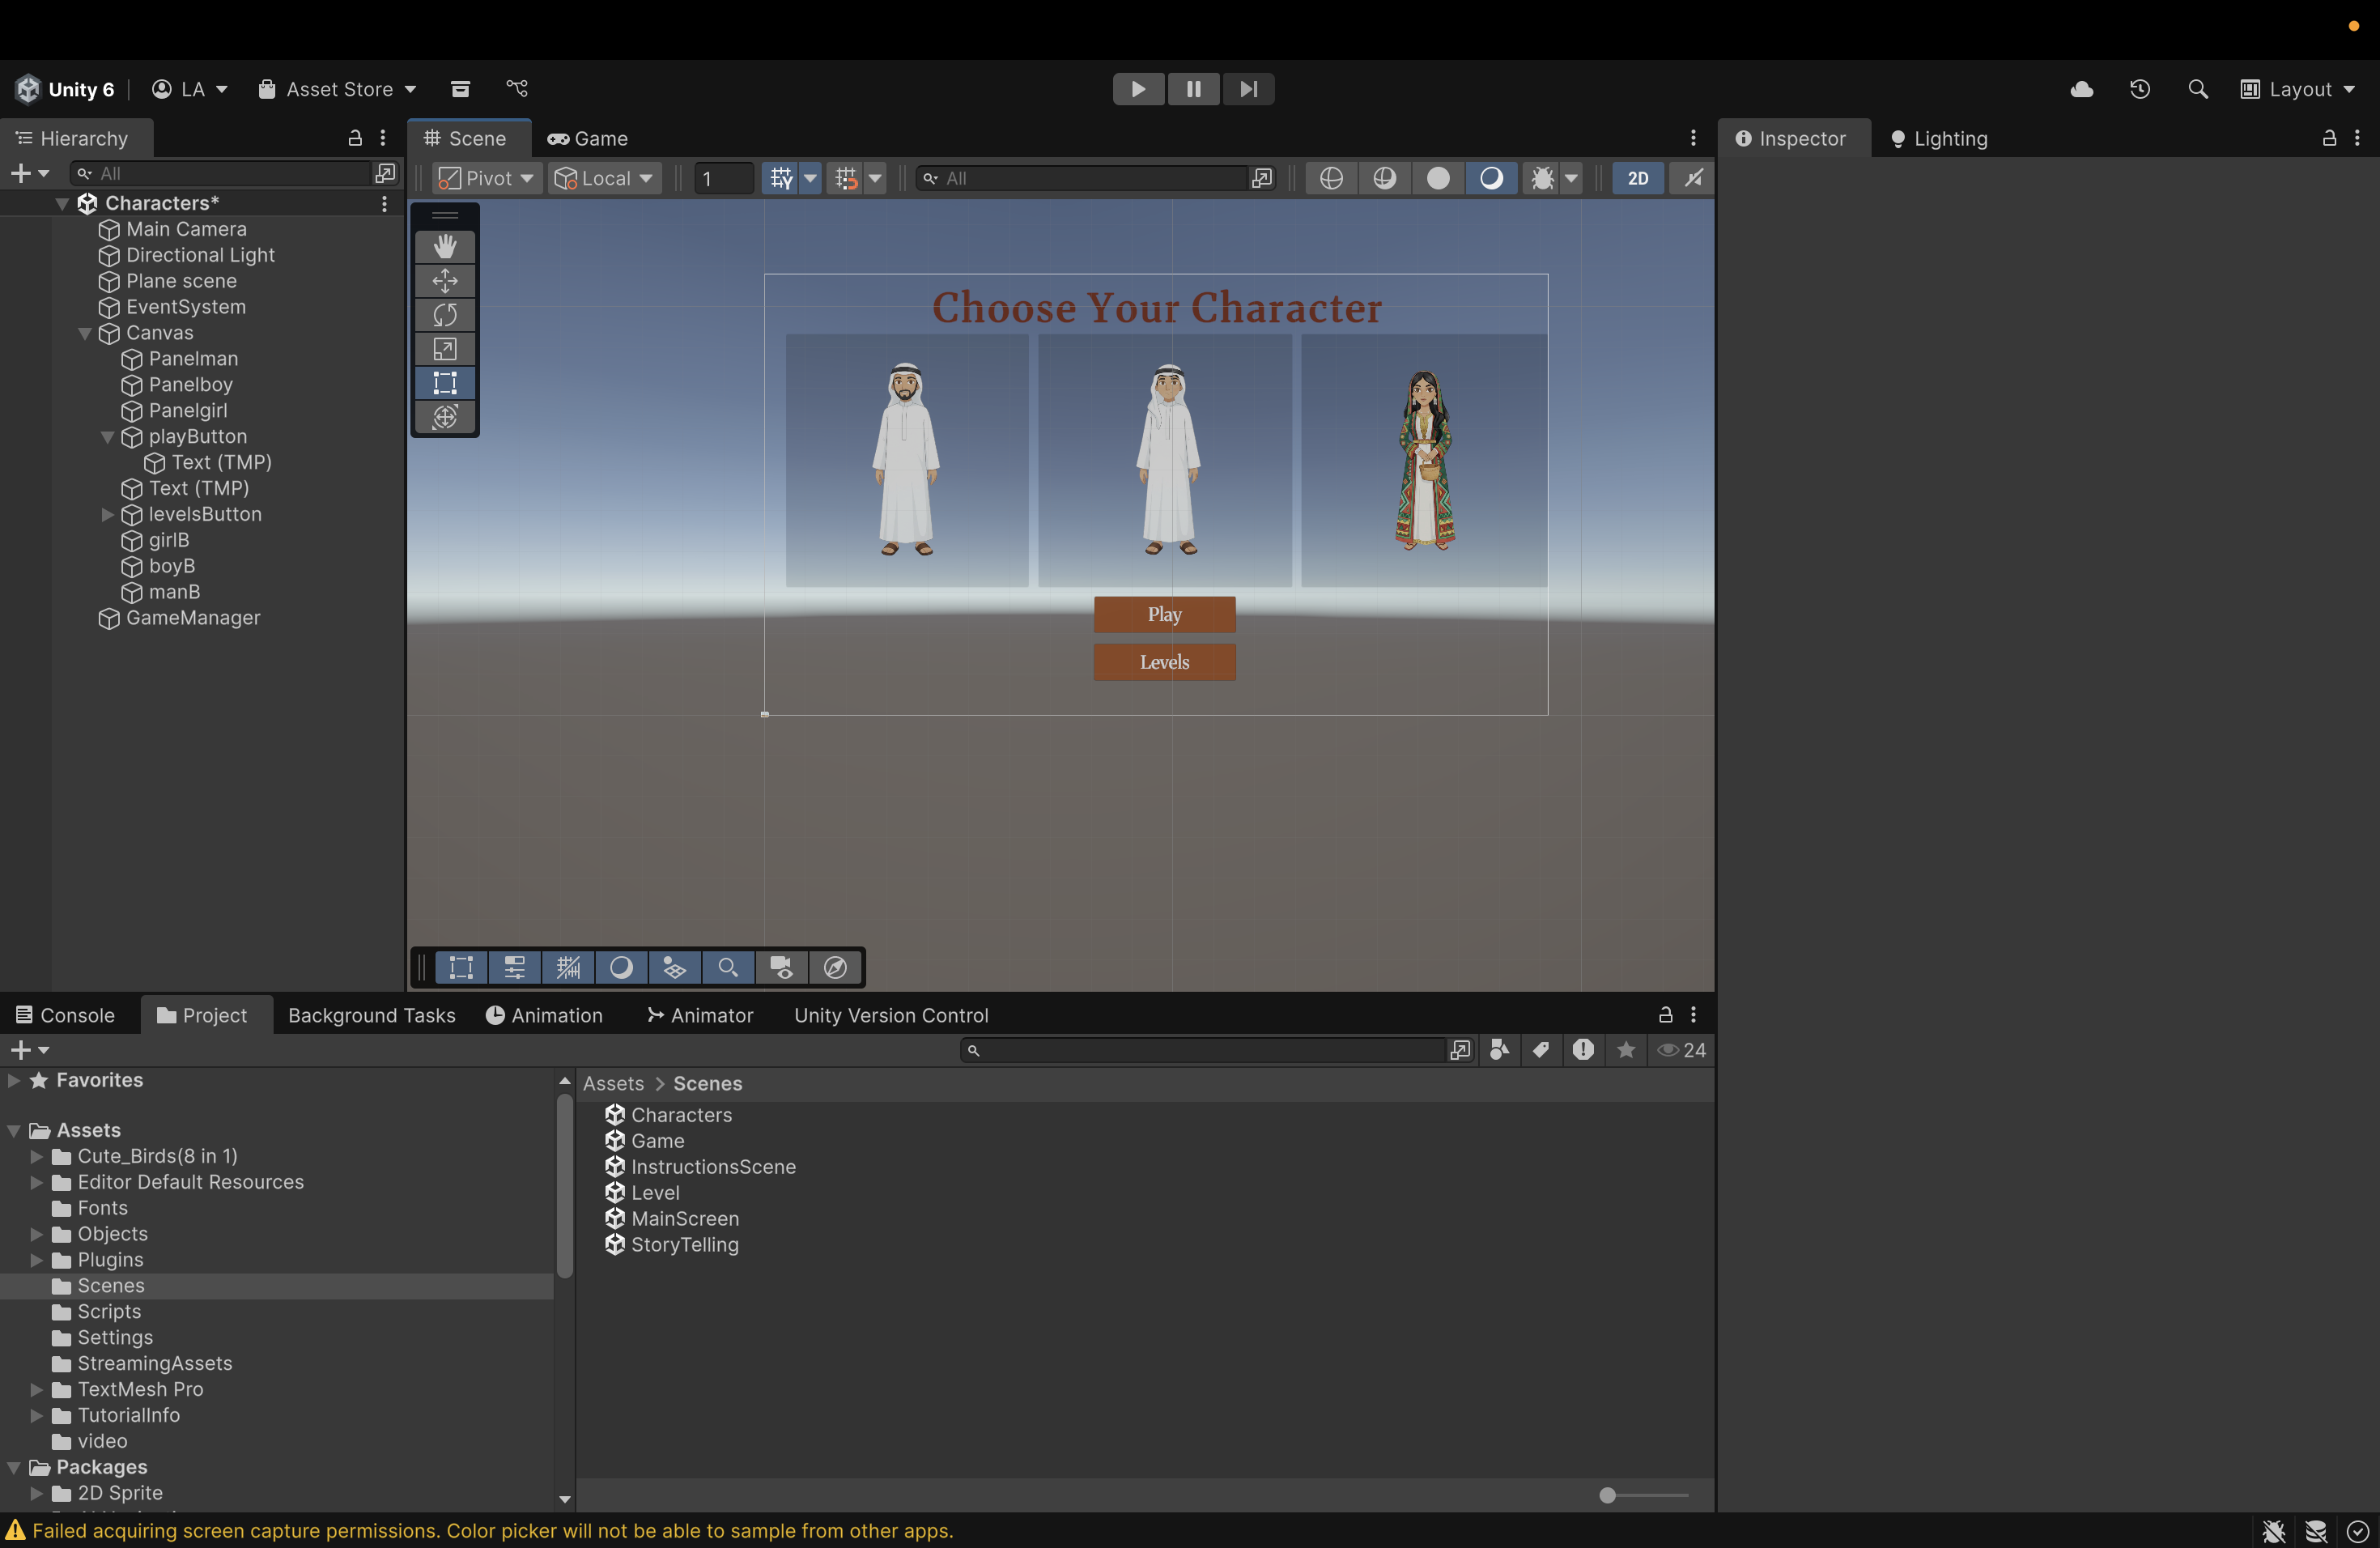 Unity 6 LA Asset Store Layout
Hierarchy
All
Characters*
Main Camera
Directional Light
Plane scene
EventSystem
Canvas
Panelman
Panelboy
Panelgirl
playButton
Text (TMP)
Text (TMP)
levelsButton
girlB
boyB
manB
GameManager
Scene Game
Pivot Local 1 All 2D
Choose Your Character
Play
Levels
Inspector Lighting
Console Project Background Tasks Animation Animator Unity Version Control
24
Favorites
Assets
Cute_Birds(8 in 1)
Editor Default Resources
Fonts
Objects
Plugins
Scenes
Scripts
Settings
StreamingAssets
TextMesh Pro
TutorialInfo
video
Packages
2D Sprite
Assets > Scenes
Characters
Game
InstructionsScene
Level
MainScreen
StoryTelling
Failed acquiring screen capture permissions. Color picker will not be able to sample from other apps.